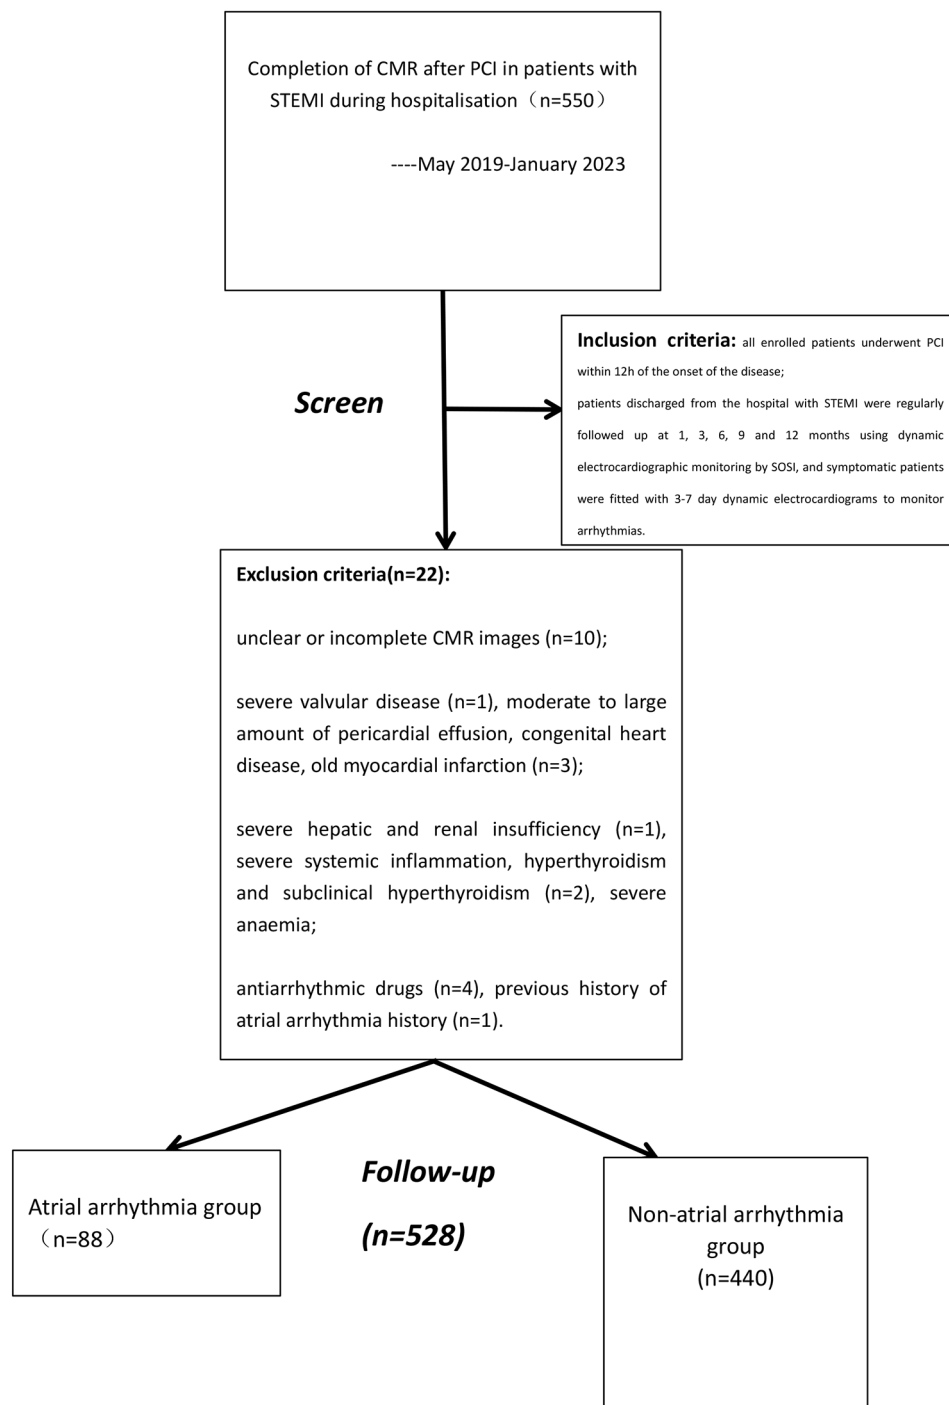 Completion of CMR after PCI in patients with
STEMI during hospitalisation（n=550）
----May 2019-January 2023
Screen
Inclusion criteria: all enrolled patients underwent PCI
within 12h of the onset of the disease;
patients discharged from the hospital with STEMI were regularly
followed up at 1, 3, 6, 9 and 12 months using dynamic
electrocardiographic monitoring by SOSI, and symptomatic patients
were fitted with 3-7 day dynamic electrocardiograms to monitor
arrhythmias.
Exclusion criteria(n=22):
unclear or incomplete CMR images (n=10);
severe valvular disease (n=1), moderate to large
amount of pericardial effusion, congenital heart
disease, old myocardial infarction (n=3);
severe hepatic and renal insufficiency (n=1),
severe systemic inflammation, hyperthyroidism
and subclinical hyperthyroidism (n=2), severe
anaemia;
antiarrhythmic drugs (n=4), previous history of
atrial arrhythmia history (n=1).
Follow-up
(n=528)
Atrial arrhythmia group
（n=88）
Non-atrial arrhythmia
group
(n=440)